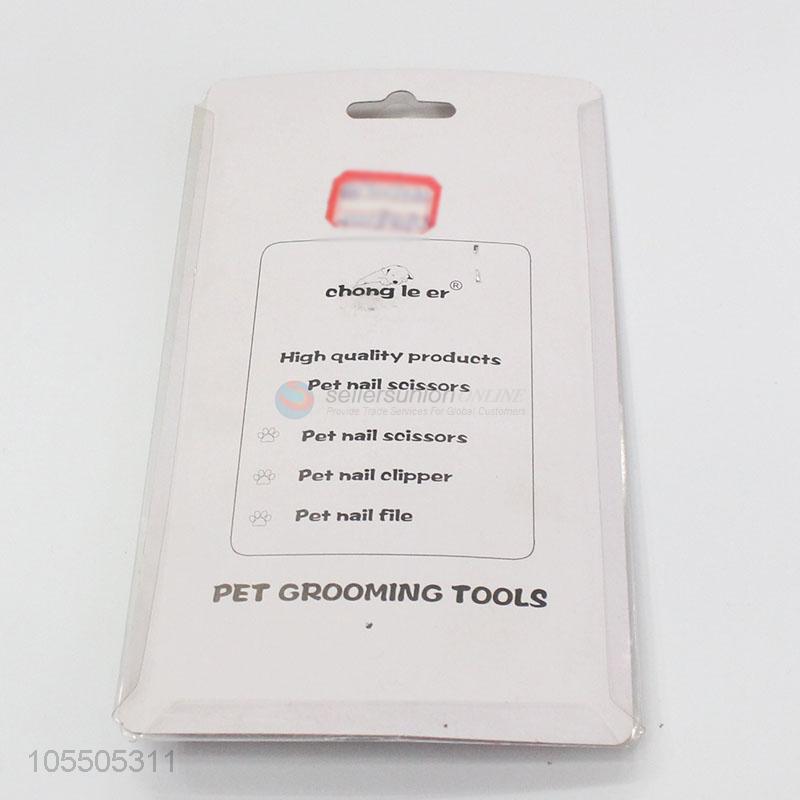 chong le er®
High quality products
Pet nail scissors
sellersunion ONLINE
Provide Trade Services For Global Customers
Pet nail scissors
Pet nail clipper
Pet nail file
PET GROOMING TOOLS
105505311